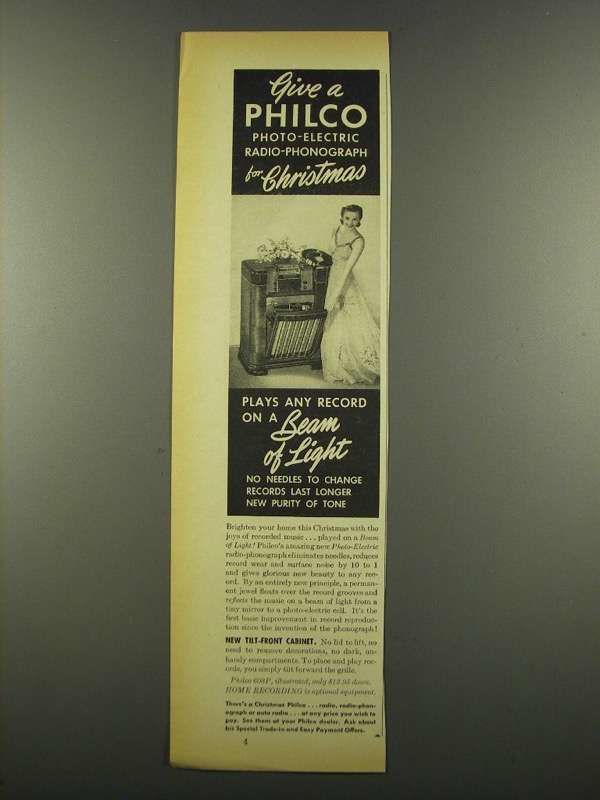 Give a
PHILCO
PHOTO-ELECTRIC
RADIO-PHONOGRAPH
for Christmas
PLAYS ANY RECORD
ON A Beam
of Light
NO NEEDLES TO CHANGE
RECORDS LAST LONGER
NEW PURITY OF TONE
Brighten your home this Christmas with the
joys of recorded music . . . played on a Beam
of Light! Philco's amazing new Photo-Electric
radio-phonograph eliminates needles, reduces
record wear and surface noise by 10 to 1
and gives glorious new beauty to any rec-
ord. By an entirely new principle, a perman-
ent jewel floats over the record grooves and
reflects the music on a beam of light from a
tiny mirror to a photo-electric cell. It's the
first basic improvement in record reproduc-
tion since the invention of the phonograph!
NEW TILT-FRONT CABINET. No lid to lift, no
need to remove decorations, no dark, un-
handy compartments. To place and play rec-
ords, you simply tilt forward the grille.
Philco 608P, illustrated, only $12.95 down.
HOME RECORDING is optional equipment.
There's a Christmas Philco . . . radio, radio-phon-
ograph or auto radio . . . at any price you wish to
pay. See them at your Philco dealer. Ask about
his Special Trade-in and Easy Payment Offers.
4